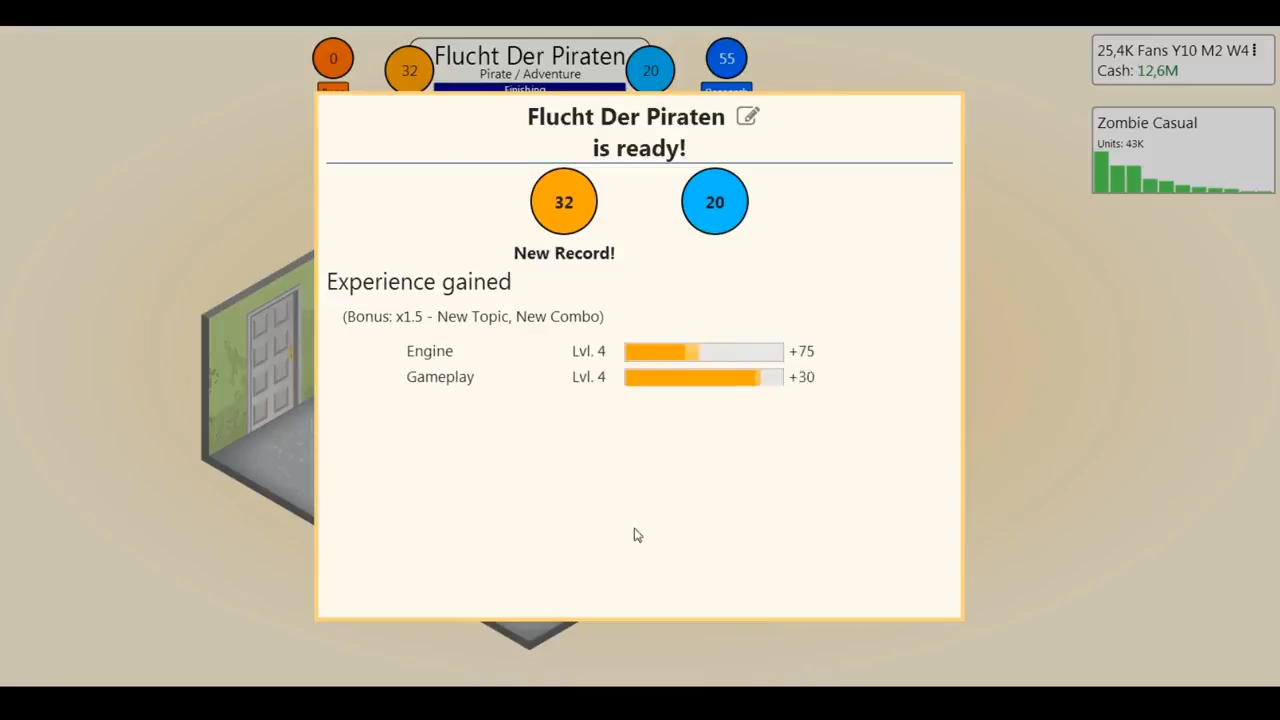 0
32
Flucht Der Piraten
Pirate / Adventure
Finishing
20
55
25,4K Fans Y10 M2 W4
Cash: 12,6M
Zombie Casual
Units: 43K
Flucht Der Piraten
is ready!
32
20
New Record!
Experience gained
(Bonus: x1.5 - New Topic, New Combo)
Engine Lvl. 4 +75
Gameplay Lvl. 4 +30